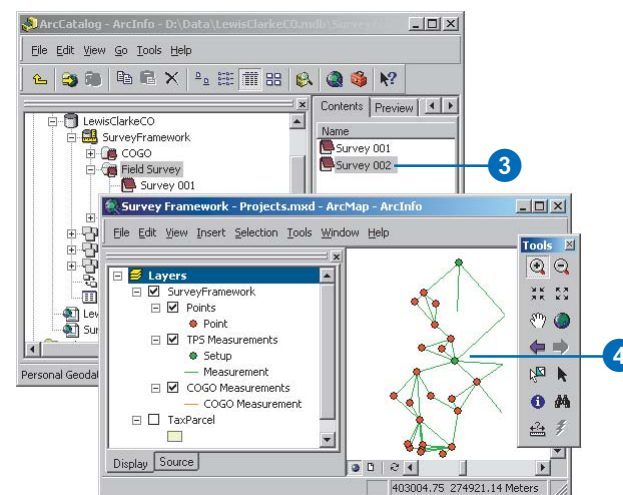 ArcCatalog - ArcInfo - D:\Data\LewisClarkeCO.mdb\Survey
File Edit View Go Tools Help
Contents Preview
LewisClarkeCO
SurveyFramework
COGO
Field Survey
Survey 001
Name
Survey 001
Survey 002
3
Survey Framework - Projects.mxd - ArcMap - ArcInfo
File Edit View Insert Selection Tools Window Help
Layers
SurveyFramework
Points
Point
TPS Measurements
Setup
Measurement
COGO Measurements
COGO Measurement
TaxParcel
Display Source
Tools
4
Lew
Sur
Personal Geodat
403004.75 274921.14 Meters